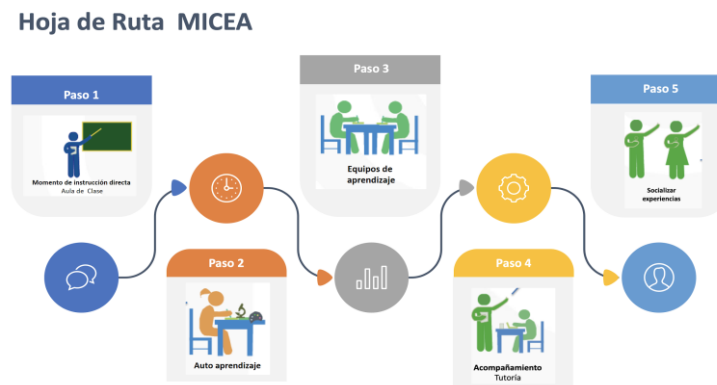 Hoja de Ruta MICEA
Paso 1
Momento de instrucción directa
Aula de Clase
Paso 2
Auto aprendizaje
Paso 3
Equipos de
aprendizaje
Paso 4
Acompañamiento
Tutoría
Paso 5
Socializar
experiencias